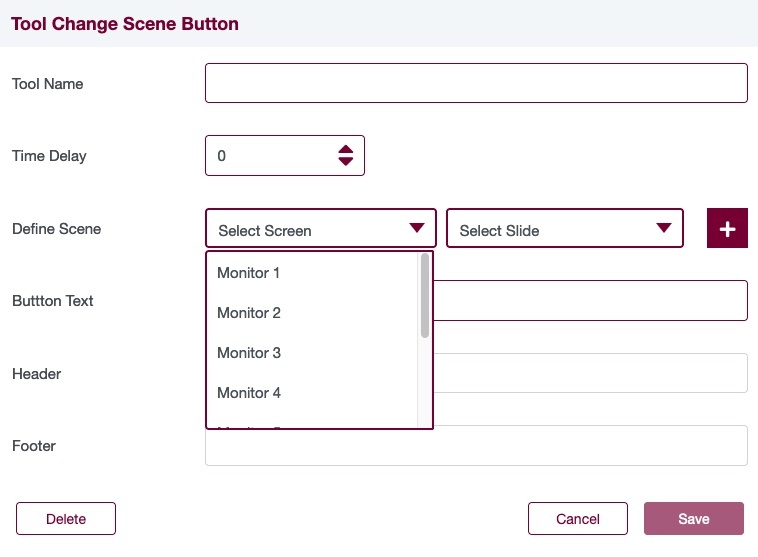 Tool Change Scene Button
Tool Name
Time Delay
0
Define Scene
Select Screen
Select Slide
Monitor 1
Monitor 2
Monitor 3
Monitor 4
Buttton Text
Header
Footer
Delete
Cancel
Save